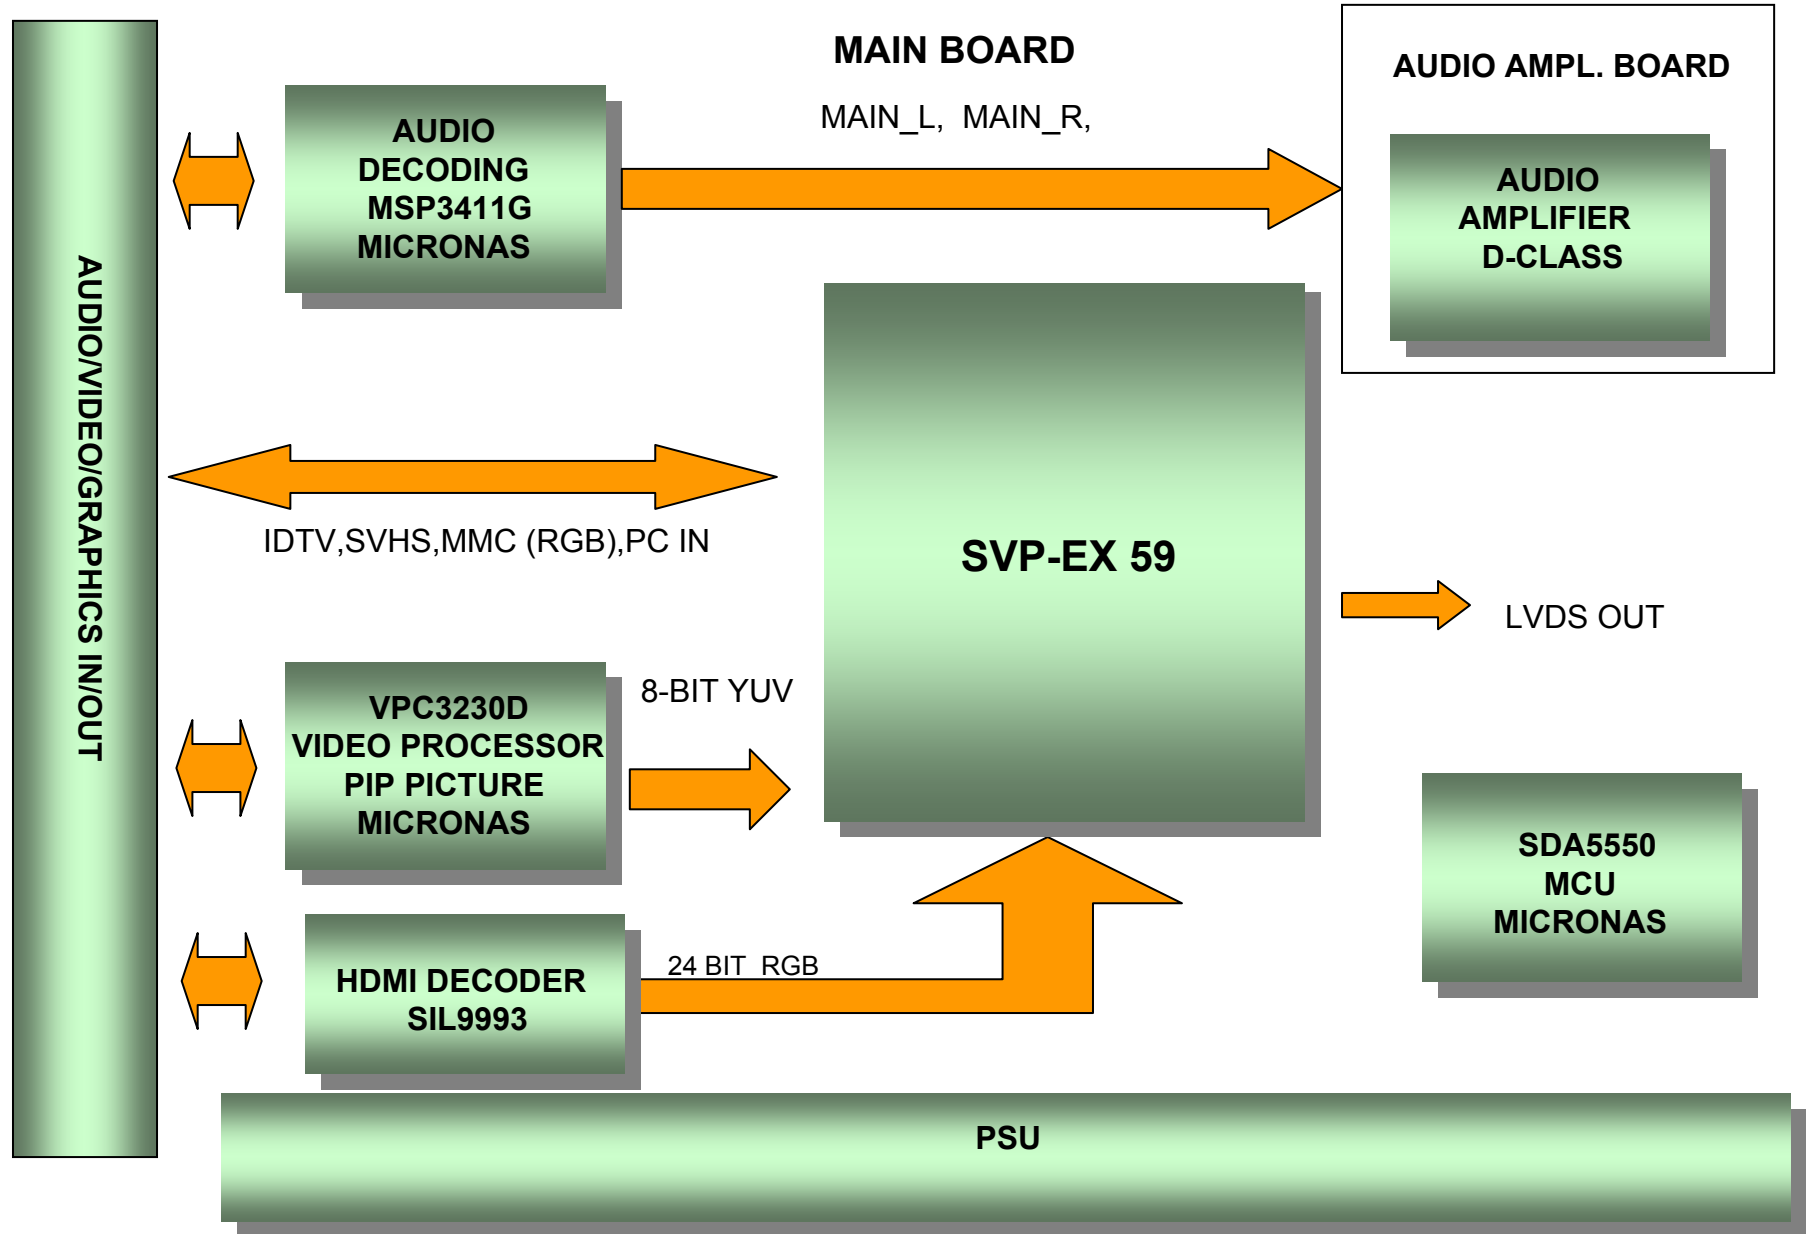 MAIN BOARD
AUDIO AMPL. BOARD
MAIN_L, MAIN_R,
AUDIO
DECODING
MSP3411G
MICRONAS
AUDIO
AMPLIFIER
D-CLASS
AUDIO/VIDEO/GRAPHICS IN/OUT
IDTV,SVHS,MMC (RGB),PC IN
SVP-EX 59
LVDS OUT
8-BIT YUV
VPC3230D
VIDEO PROCESSOR
PIP PICTURE
MICRONAS
SDA5550
MCU
MICRONAS
24 BIT RGB
HDMI DECODER
SIL9993
PSU